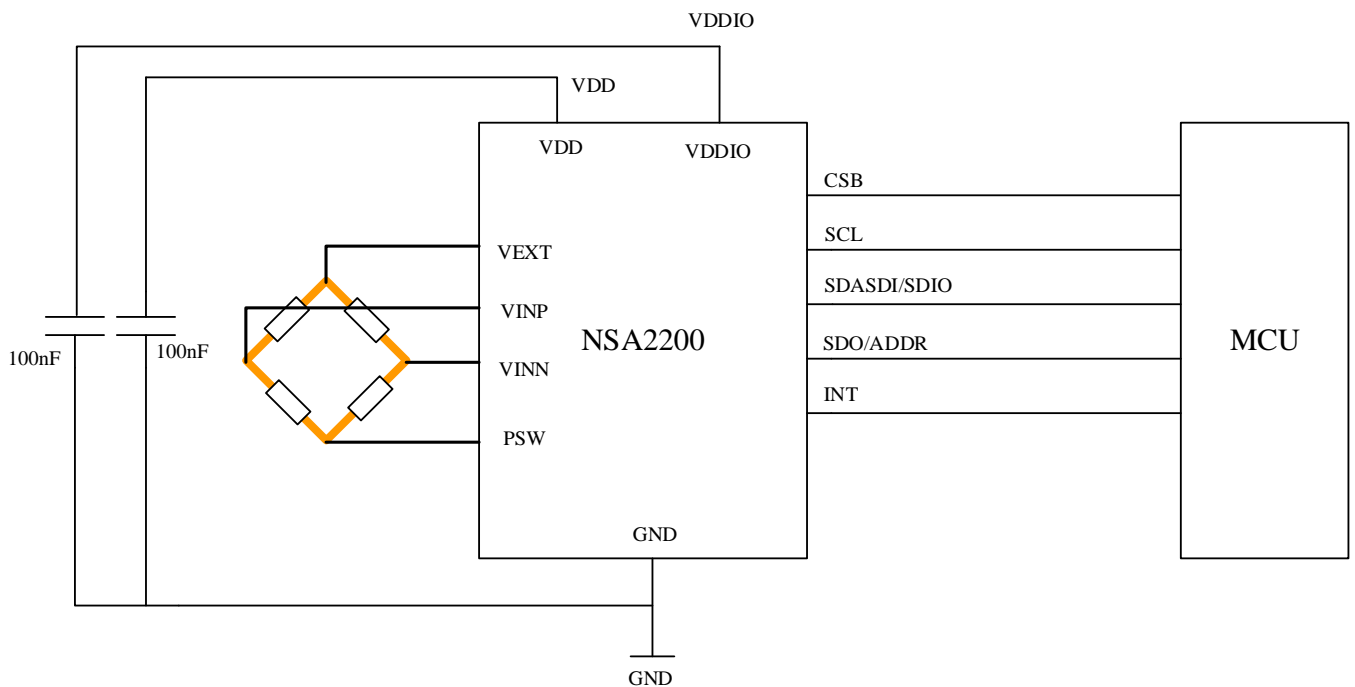 VDDIO
VDD
VDD
VDDIO
CSB
SCL
VEXT
SDASDI/SDIO
VINP
NSA2200
SDO/ADDR
MCU
100nF
100nF
VINN
INT
PSW
GND
GND